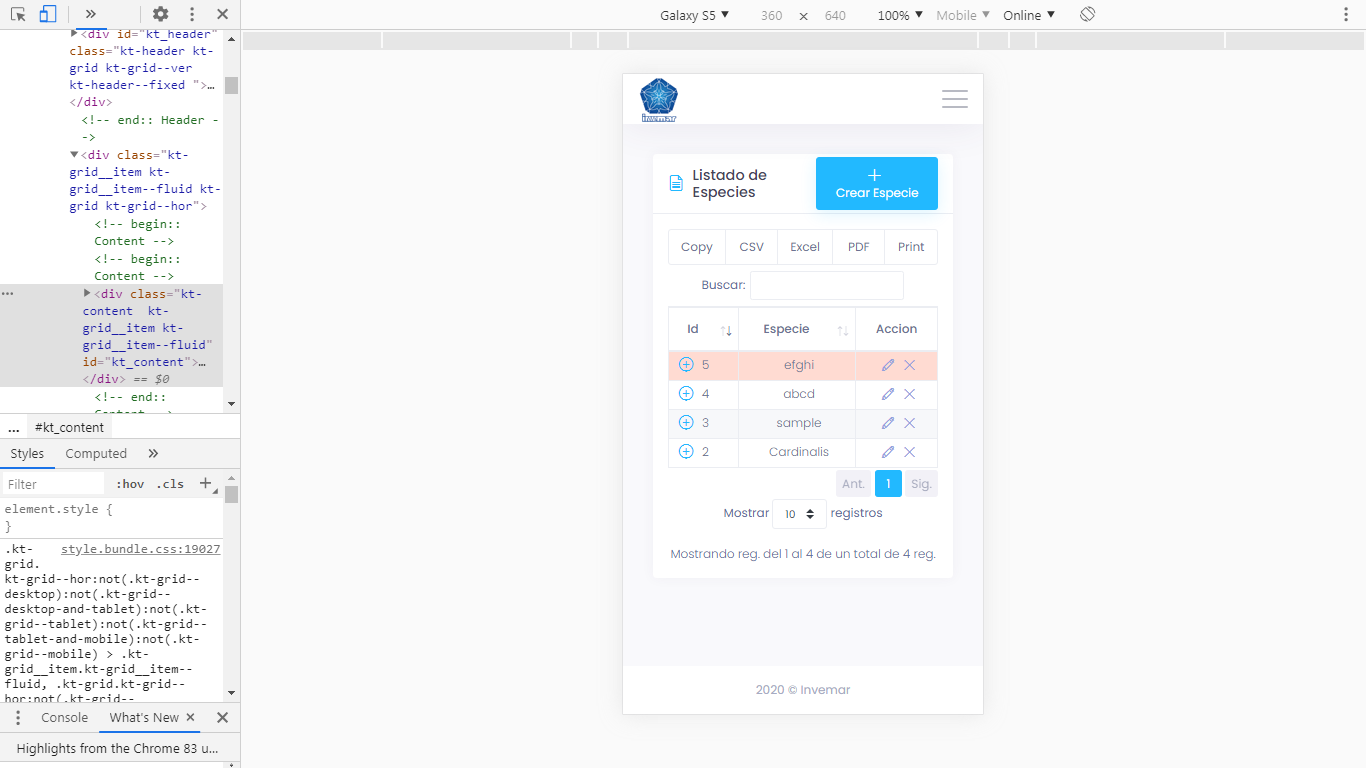 Galaxy S5 ▼ 360 × 640 100% ▼ Mobile ▼ Online ▼
<div id="kt_header"
class="kt-header kt-
grid kt-grid--ver
kt-header--fixed ">…
</div>
<!-- end:: Header -
->
<div class="kt-
grid__item kt-
grid__item--fluid kt-
grid kt-grid--hor">
<!-- begin::
Content -->
<!-- begin::
Content -->
<div class="kt-
content  kt-
grid__item kt-
grid__item--fluid"
id="kt_content">…
</div> == $0
<!-- end::
Content -->
... #kt_content
Styles Computed
Filter :hov .cls
element.style {
}
.kt- style.bundle.css:19027
grid.
kt-grid--hor:not(.kt-grid--
desktop):not(.kt-grid--
desktop-and-tablet):not(.kt-
grid--tablet):not(.kt-grid--
tablet-and-mobile):not(.kt-
grid--mobile) > .kt-
grid__item.kt-grid__item--
fluid, .kt-grid.kt-grid--
hor:not(.kt-grid--
Console What's New
Highlights from the Chrome 83 u...
Invemar
Listado de
Especies
Crear Especie
Copy CSV Excel PDF Print
Buscar:
Id Especie Accion
5 efghi
4 abcd
3 sample
2 Cardinalis
Ant. 1 Sig.
Mostrar 10 registros
Mostrando reg. del 1 al 4 de un total de 4 reg.
2020 © Invemar